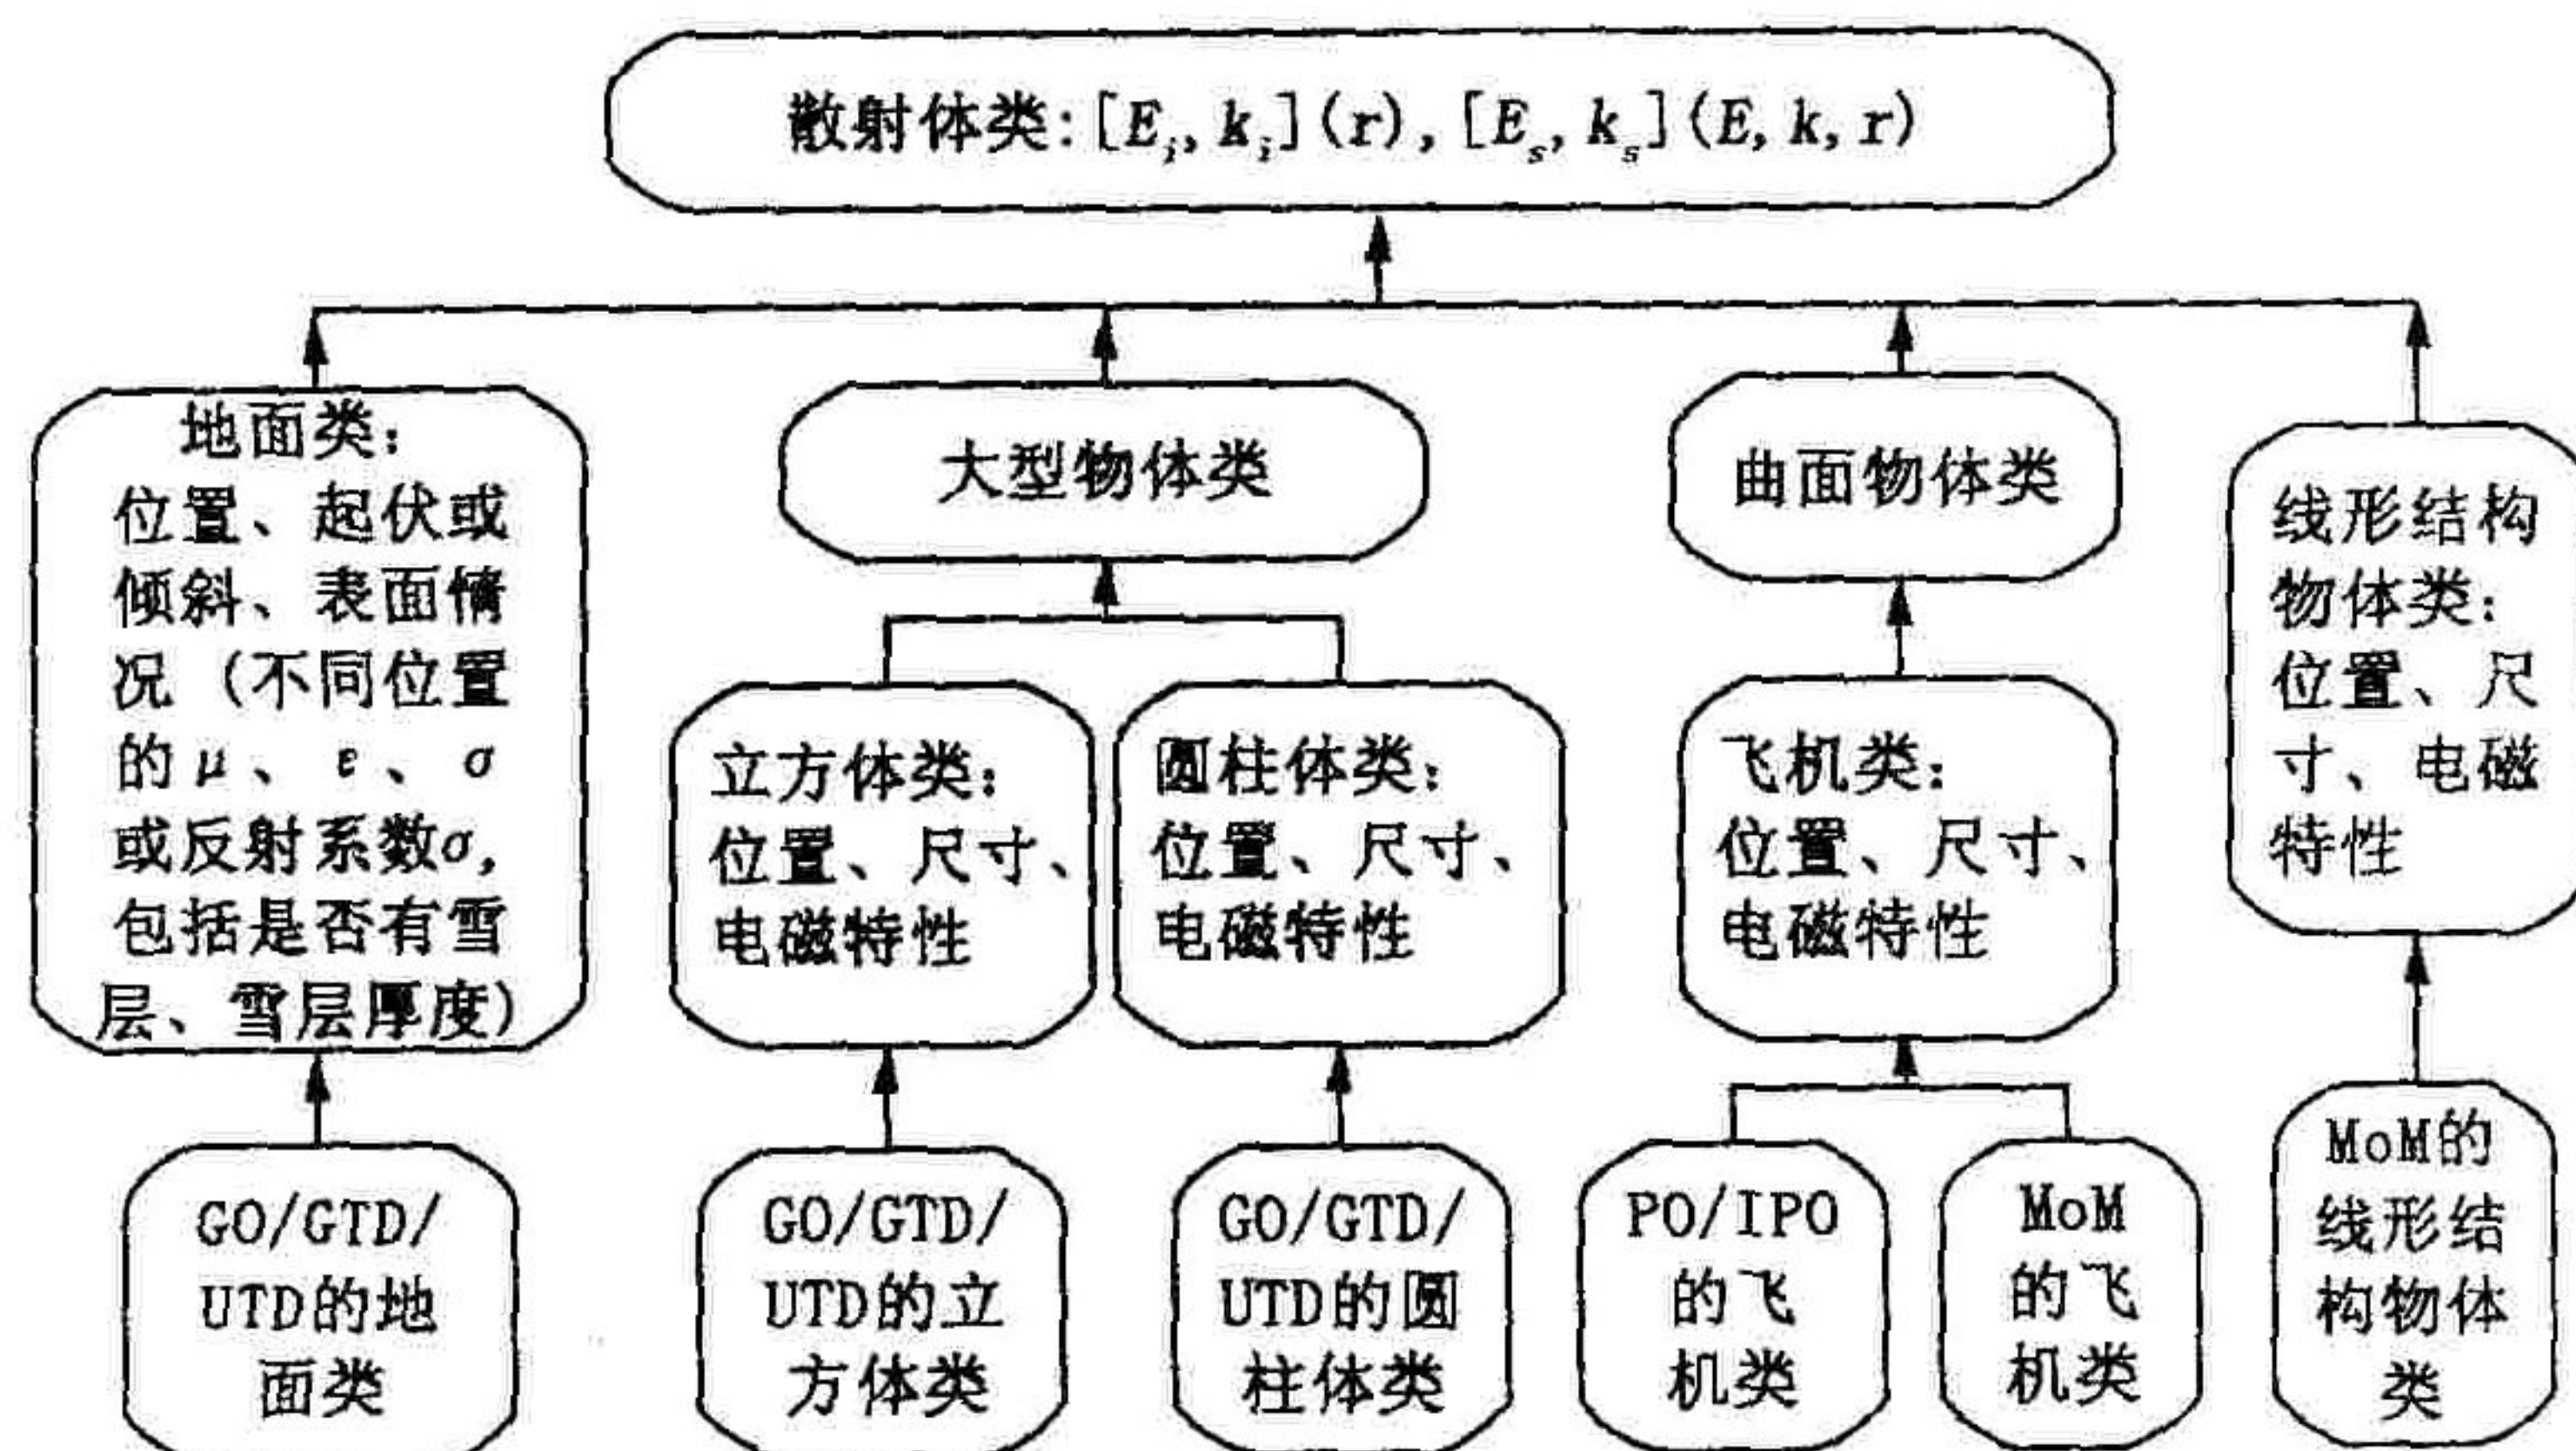 散射体类:[E_i, k_i](r), [E_s, k_s](E, k, r)
地面类:
位置、起伏或
倾斜、表面情
况（不同位置
的μ、ε、σ
或反射系数σ,
包括是否有雪
层、雪层厚度)
大型物体类
曲面物体类
线形结构
物体类:
位置、尺
寸、电磁
特性
立方体类:
位置、尺寸、
电磁特性
圆柱体类:
位置、尺寸、
电磁特性
飞机类:
位置、尺寸、
电磁特性
GO/GTD/
UTD的地
面类
GO/GTD/
UTD的立
方体类
GO/GTD/
UTD的圆
柱体类
PO/IPO
的飞
机类
MoM
的飞
机类
MoM的
线形结
构物体
类